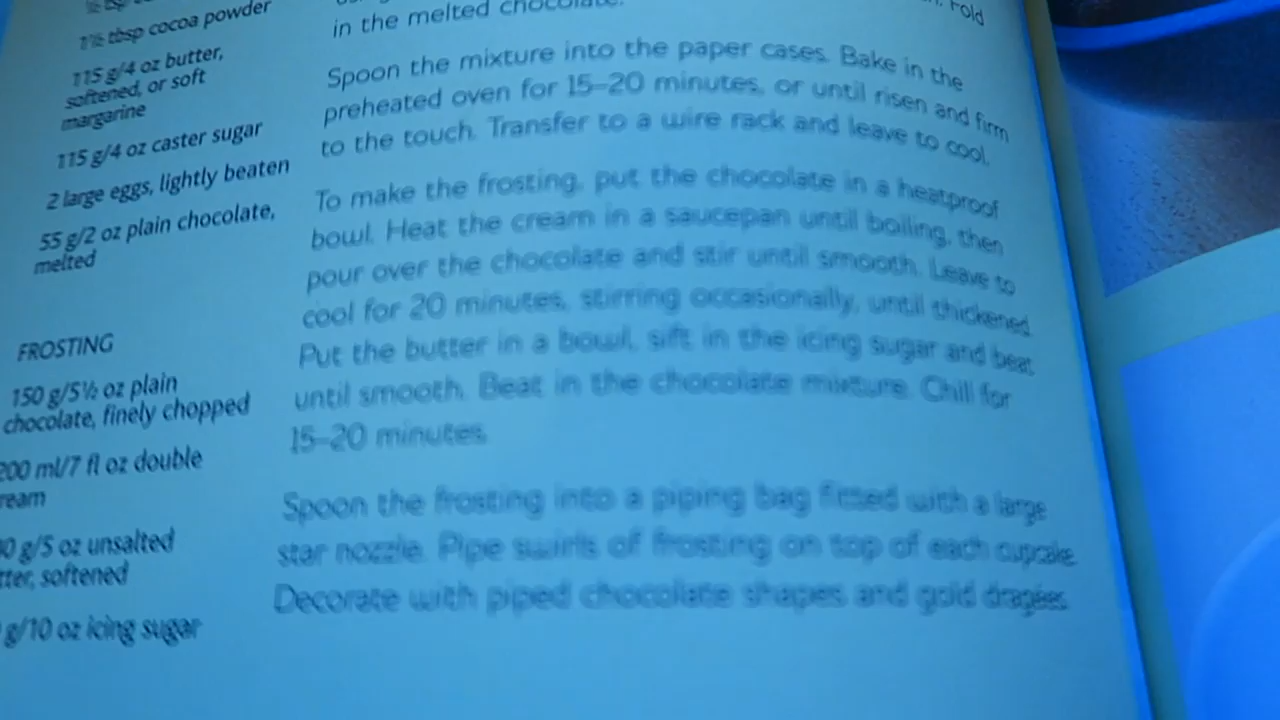 1½ tbsp cocoa powder
115 g/4 oz butter,
softened, or soft
margarine
115 g/4 oz caster sugar
2 large eggs, lightly beaten
55 g/2 oz plain chocolate,
melted
FROSTING
150 g/5½ oz plain
chocolate, finely chopped
200 ml/7 fl oz double
ream
0 g/5 oz unsalted
tter, softened
g/10 oz icing sugar
in the melted chocolate.
Fold
Spoon the mixture into the paper cases. Bake in the
preheated oven for 15–20 minutes, or until risen and firm
to the touch. Transfer to a wire rack and leave to cool.
To make the frosting, put the chocolate in a heatproof
bowl. Heat the cream in a saucepan until boiling, then
pour over the chocolate and stir until smooth. Leave to
cool for 20 minutes, stirring occasionally, until thickened.
Put the butter in a bowl, sift in the icing sugar and beat
until smooth. Beat in the chocolate mixture. Chill for
15–20 minutes.
Spoon the frosting into a piping bag fitted with a large
star nozzle. Pipe swirls of frosting on top of each cupcake.
Decorate with piped chocolate shapes and gold dragées.